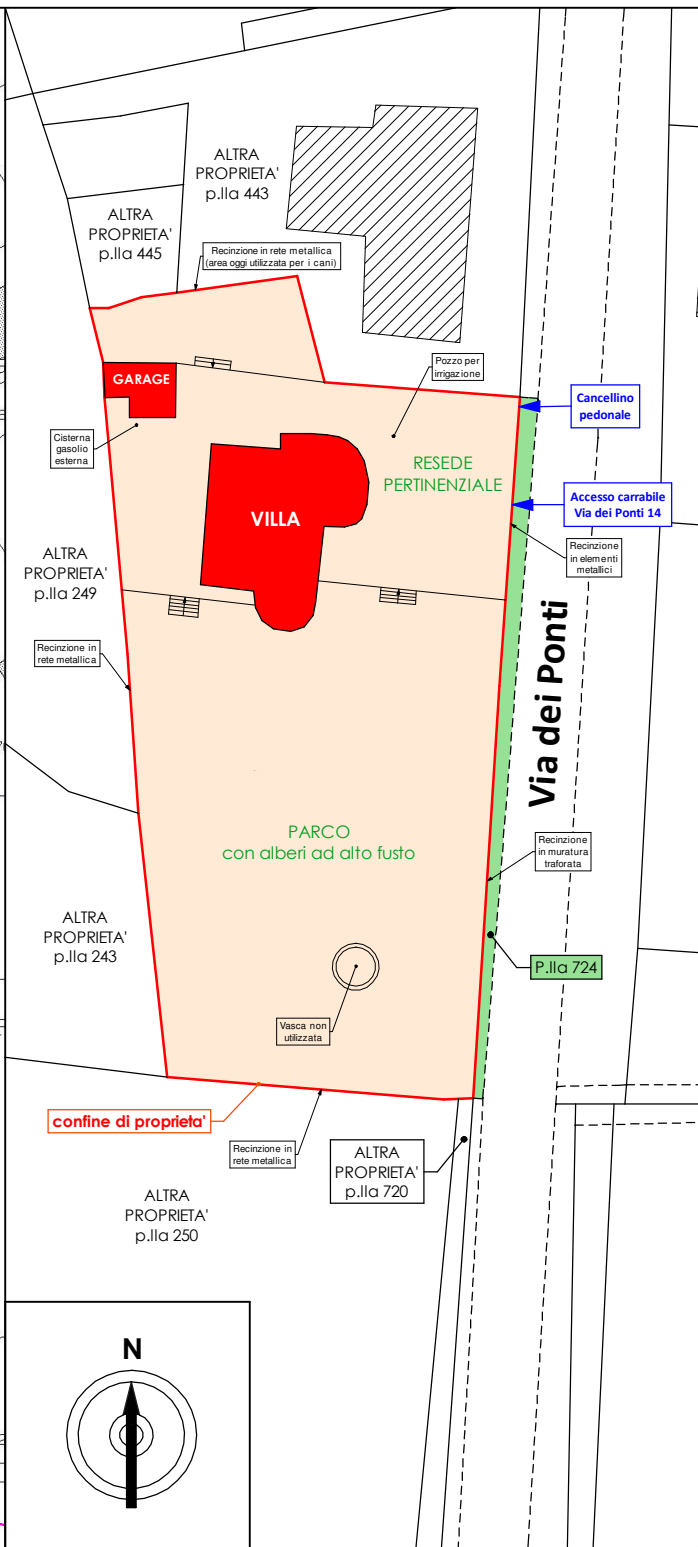 ALTRA
PROPRIETA'
p.lla 443
ALTRA
PROPRIETA'
p.lla 445
Recinzione in rete metallica
(area oggi utilizzata per i cani)
Pozzo per
irrigazione
GARAGE
Cancellino
pedonale
Cisterna
gasolio
esterna
RESEDE
PERTINENZIALE
VILLA
Accesso carrabile
Via dei Ponti 14
Recinzione
in elementi
metallici
ALTRA
PROPRIETA'
p.lla 249
Recinzione in
rete metallica
Via dei Ponti
PARCO
con alberi ad alto fusto
Recinzione
in muratura
traforata
ALTRA
PROPRIETA'
p.lla 243
P.lla 724
Vasca non
utilizzata
confine di proprieta'
Recinzione in
rete metallica
ALTRA
PROPRIETA'
p.lla 720
ALTRA
PROPRIETA'
p.lla 250
N